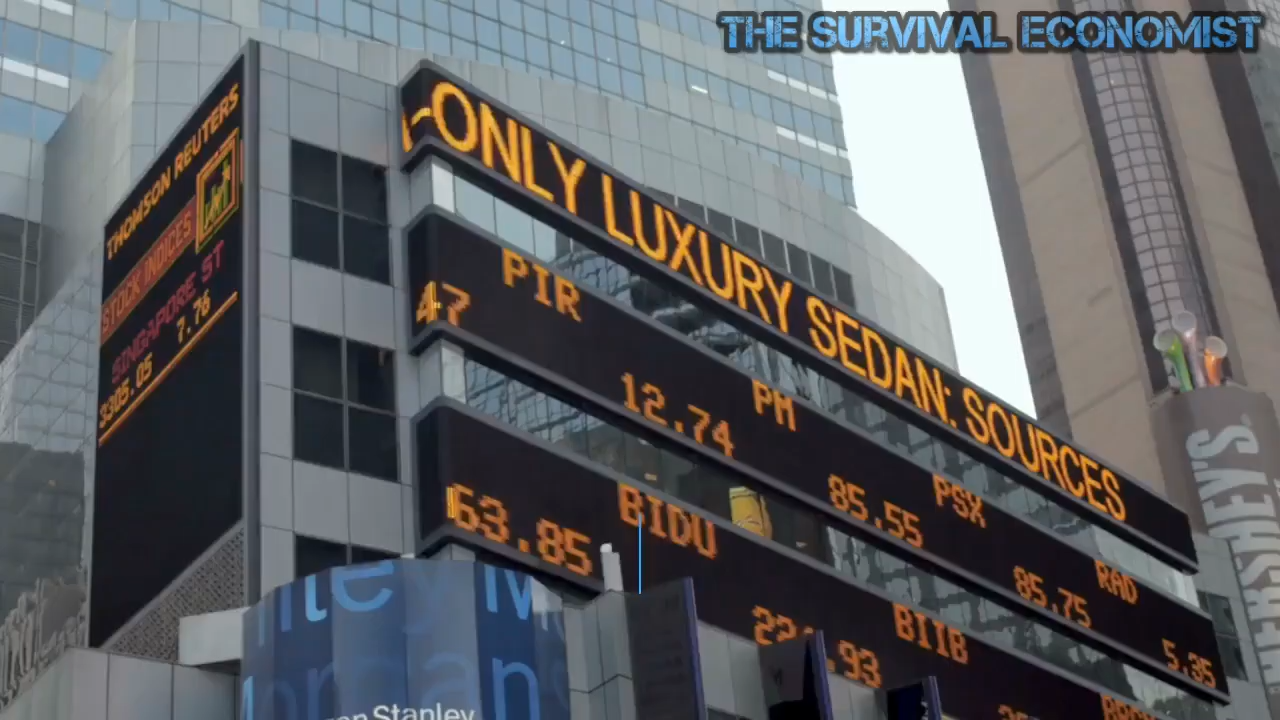 THE SURVIVAL ECONOMIST
THOMSON REUTERS
STOCK INDICES
SINGAPORE ST
3305.05 7.76
-ONLY LUXURY SEDAN: SOURCES
47 PIR 12.74 PM 85.55 PSX 85.75 RAD 5.35
63.85 BIDU .93 BIIB
HERSHEY'S
Stanley